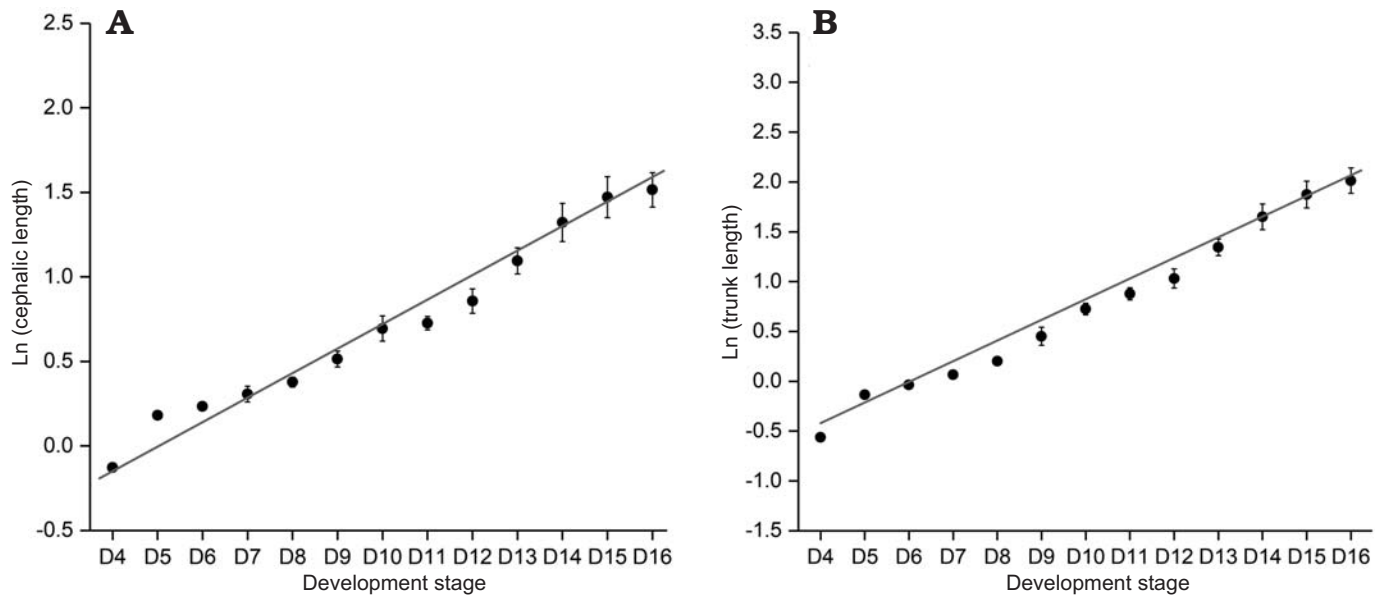 A
2.5
2.0
1.5
1.0
0.5
0.0
-0.5
Ln (cephalic length)
D4 D5 D6 D7 D8 D9 D10 D11 D12 D13 D14 D15 D16
Development stage
B
3.5
3.0
2.5
2.0
1.5
1.0
0.5
0.0
-0.5
-1.0
-1.5
Ln (trunk length)
D4 D5 D6 D7 D8 D9 D10 D11 D12 D13 D14 D15 D16
Development stage